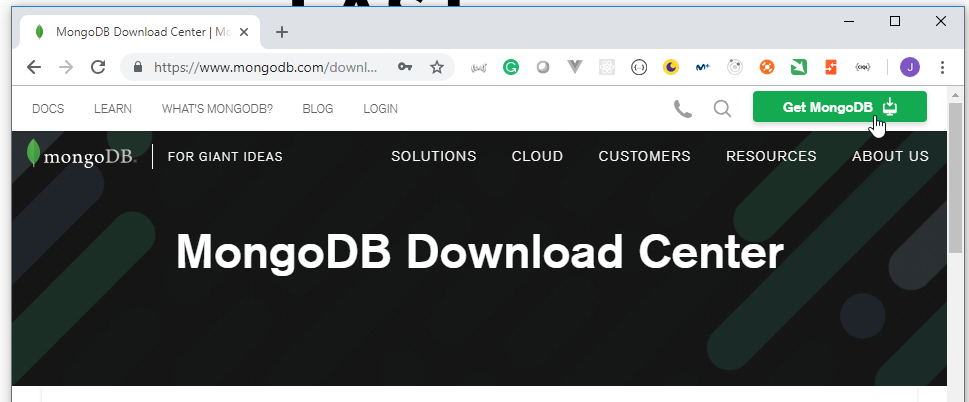 MongoDB Download Center | Mo
https://www.mongodb.com/downl...
J
DOCS LEARN WHAT'S MONGODB? BLOG LOGIN Get MongoDB
mongoDB. FOR GIANT IDEAS SOLUTIONS CLOUD CUSTOMERS RESOURCES ABOUT US
MongoDB Download Center